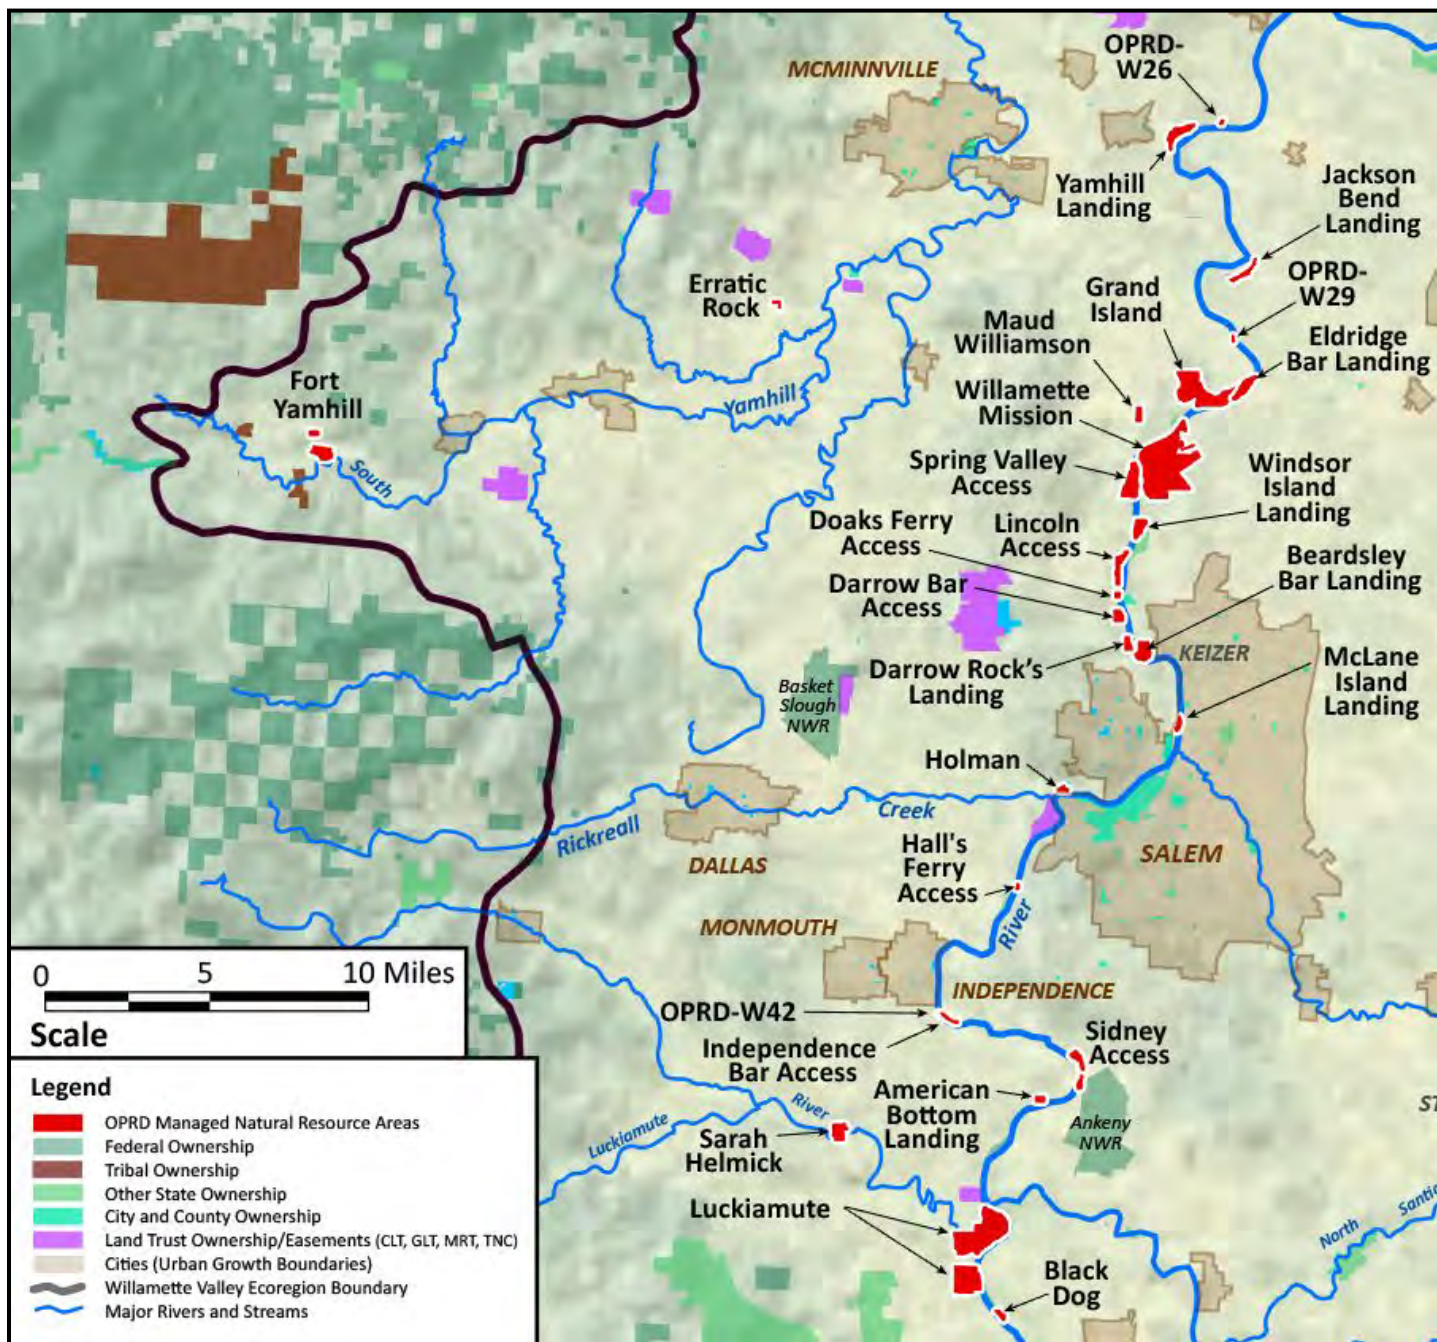 OPRD-
W26
MCMINNVILLE
Yamhill
Landing
Jackson
Bend
Landing
Erratic
Rock
OPRD-
W29
Grand
Island
Maud
Williamson
Eldridge
Bar Landing
Willamette
Mission
Fort
Yamhill
Yamhill
South
Spring Valley
Access
Windsor
Island
Landing
Doaks Ferry
Access
Lincoln
Access
Beardsley
Bar Landing
Darrow Bar
Access
KEIZER
Darrow Rock's
Landing
McLane
Island
Landing
Basket
Slough
NWR
Holman
Creek
Rickreall
DALLAS
Hall's
Ferry
Access
SALEM
River
MONMOUTH
INDEPENDENCE
OPRD-W42
Independence
Bar Access
Sidney
Access
American
Bottom
Landing
Ankeny
NWR
ST
River
Luckiamute
Sarah
Helmick
Luckiamute
North
Santia
Black
Dog
0 5 10 Miles
Scale
Legend
OPRD Managed Natural Resource Areas
Federal Ownership
Tribal Ownership
Other State Ownership
City and County Ownership
Land Trust Ownership/Easements (CLT, GLT, MRT, TNC)
Cities (Urban Growth Boundaries)
Willamette Valley Ecoregion Boundary
Major Rivers and Streams